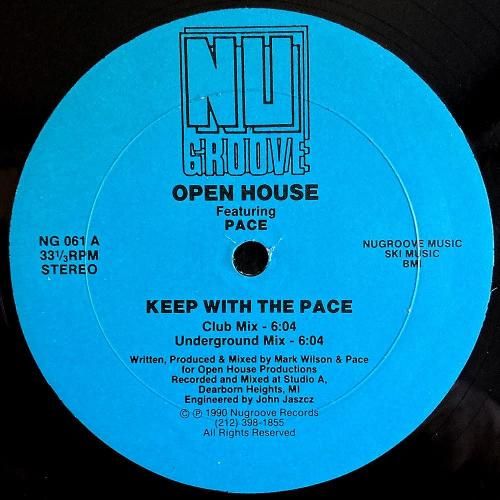 NU
GROOVE
OPEN HOUSE
Featuring
PACE
NG 061 A
33⅓RPM
STEREO
NUGROOVE MUSIC
SKI MUSIC
BMI
KEEP WITH THE PACE
Club Mix - 6:04
Underground Mix - 6:04
Written, Produced & Mixed by Mark Wilson & Pace
for Open House Productions
Recorded and Mixed at Studio A,
Dearborn Heights, MI
Engineered by John Jaszcz
© ℗ 1990 Nugroove Records
(212) 398-1855
All Rights Reserved